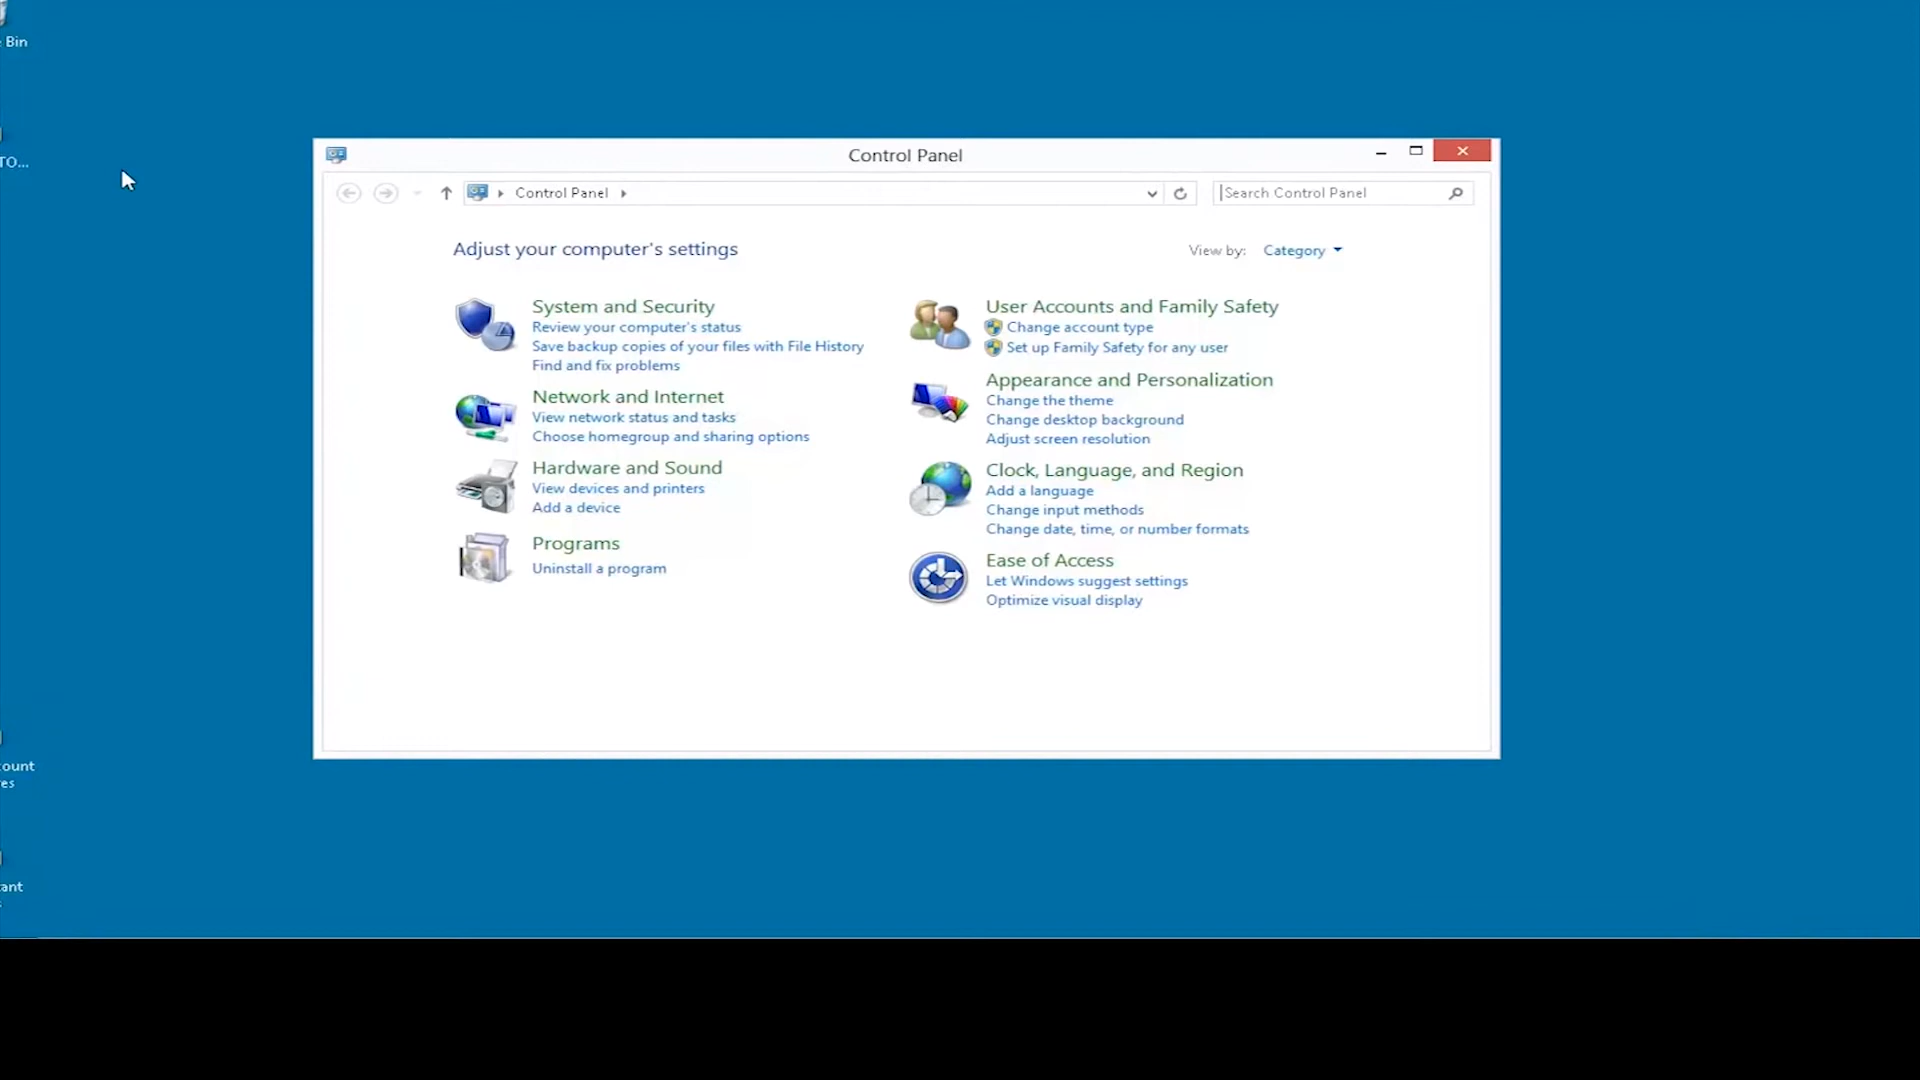 Bin
TO...
ount
es
ant
Control Panel
Control Panel
Search Control Panel
Adjust your computer's settings
View by: Category
System and Security
Review your computer's status
Save backup copies of your files with File History
Find and fix problems
Network and Internet
View network status and tasks
Choose homegroup and sharing options
Hardware and Sound
View devices and printers
Add a device
Programs
Uninstall a program
User Accounts and Family Safety
Change account type
Set up Family Safety for any user
Appearance and Personalization
Change the theme
Change desktop background
Adjust screen resolution
Clock, Language, and Region
Add a language
Change input methods
Change date, time, or number formats
Ease of Access
Let Windows suggest settings
Optimize visual display